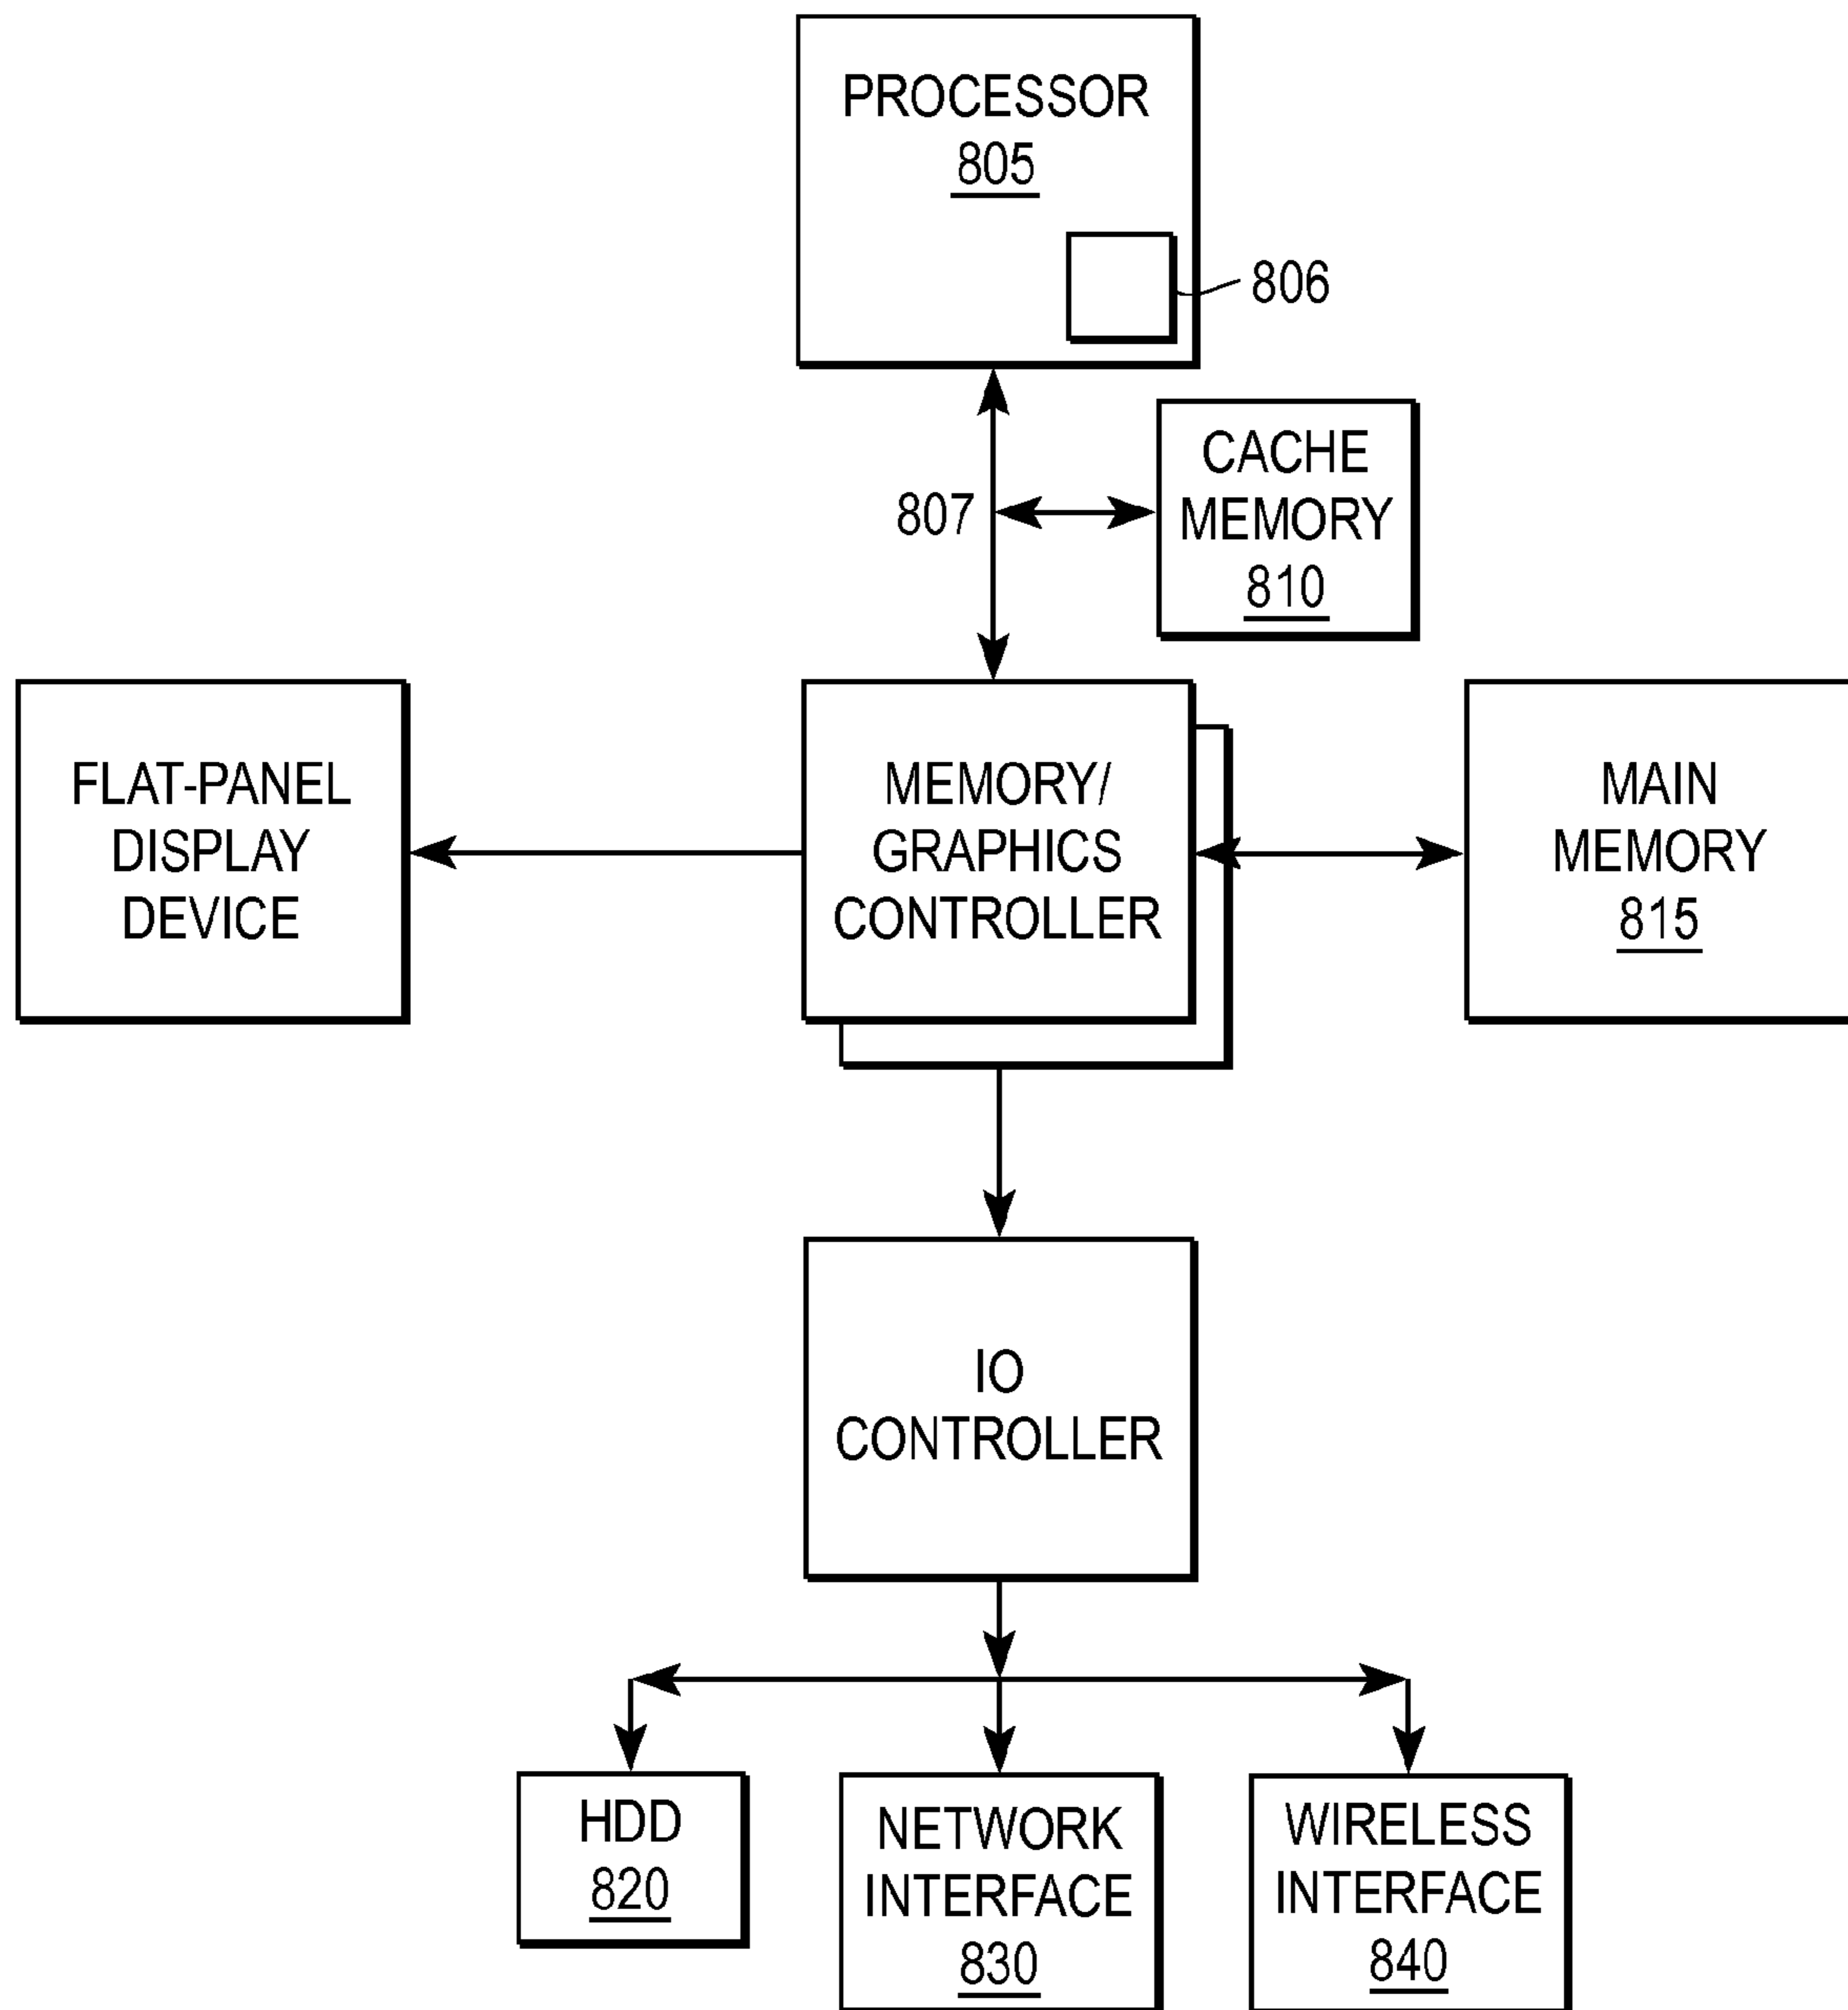 PROCESSOR
805
806
CACHE
MEMORY
810
807
FLAT-PANEL
DISPLAY
DEVICE
MEMORY/
GRAPHICS
CONTROLLER
MAIN
MEMORY
815
IO
CONTROLLER
HDD
820
NETWORK
INTERFACE
830
WIRELESS
INTERFACE
840